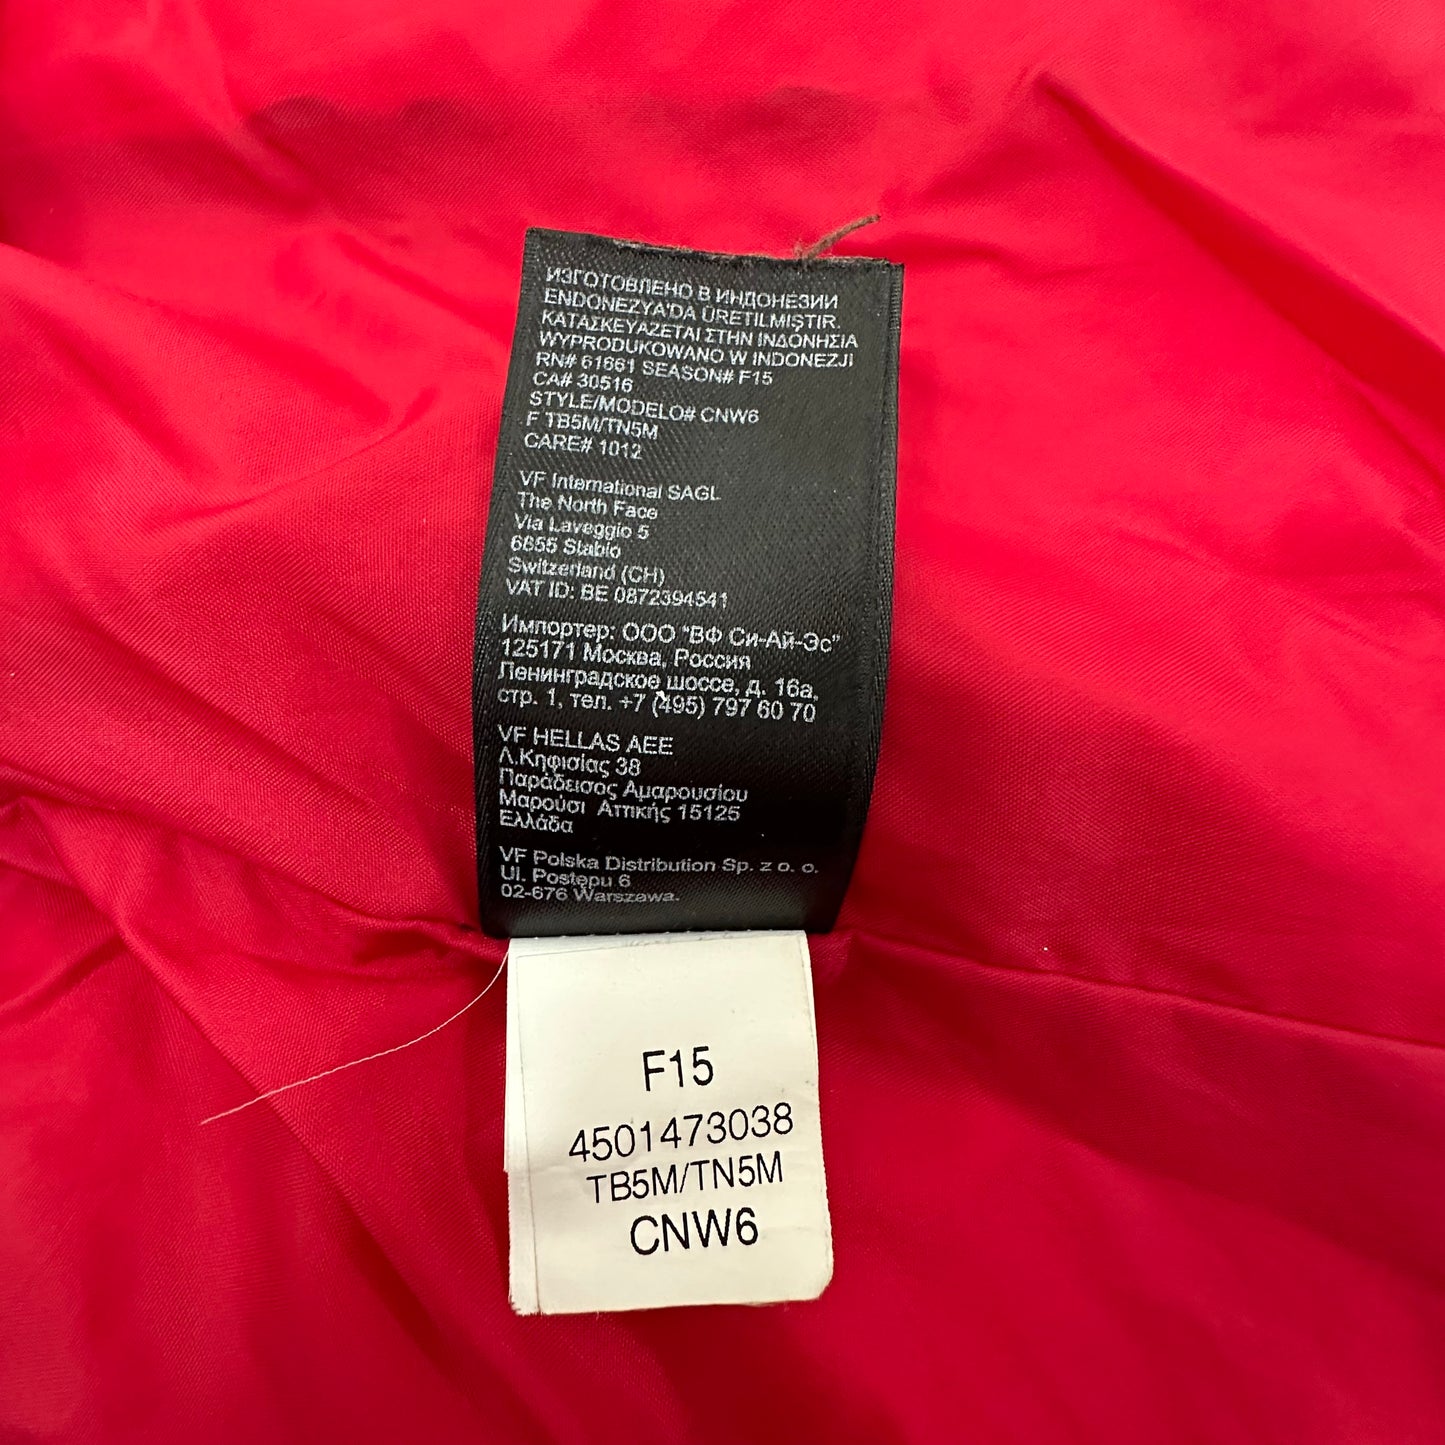 ИЗГОТОВЛЕНО В ИНДОНЕЗИИ
ENDONEZYA'DA ÜRETILMIŞTIR.
ΚΑΤΑΣΚΕΥΑΖΕΤΑΙ ΣΤΗΝ ΙΝΔΟΝΗΣΙΑ
WYPRODUKOWANO W INDONEZJI
RN# 61661 SEASON# F15
CA# 30516
STYLE/MODELO# CNW6
F TB5M/TN5M
CARE# 1012
VF International SAGL
The North Face
Via Laveggio 5
6855 Stabio
Switzerland (CH)
VAT ID: BE 0872394541
Импортер: ООО "ВФ Си-Ай-Эс"
125171 Москва, Россия
Ленинградское шоссе, д. 16а,
стр. 1, тел. +7 (495) 797 60 70
VF HELLAS AEE
Λ.Κηφισίας 38
Παράδεισος Αμαρουσίου
Μαρούσι Αττικής 15125
Ελλάδα
VF Polska Distribution Sp. z o. o.
Ul. Postępu 6
02-676 Warszawa.
F15
4501473038
TB5M/TN5M
CNW6